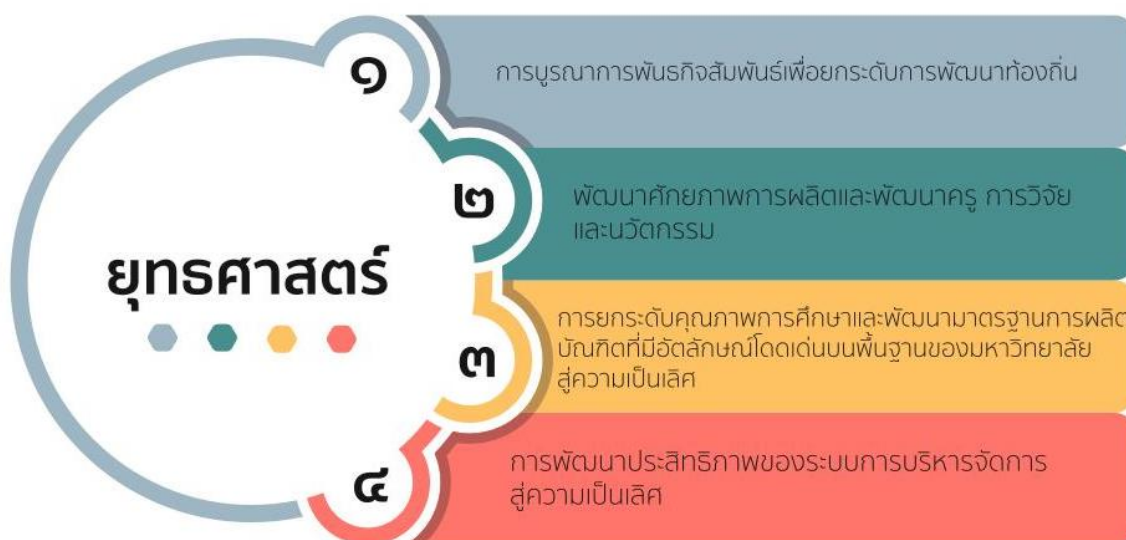 ยุทธศาสตร์
๑
การบูรณาการพันธกิจสัมพันธ์เพื่อยกระดับการพัฒนาท้องถิ่น
๒
พัฒนาศักยภาพการผลิตและพัฒนาครู การวิจัย
และนวัตกรรม
๓
การยกระดับคุณภาพการศึกษาและพัฒนามาตรฐานการผลิต
บัณฑิตที่มีอัตลักษณ์โดดเด่นบนพื้นฐานของมหาวิทยาลัย
สู่ความเป็นเลิศ
๔
การพัฒนาประสิทธิภาพของระบบการบริหารจัดการ
สู่ความเป็นเลิศ